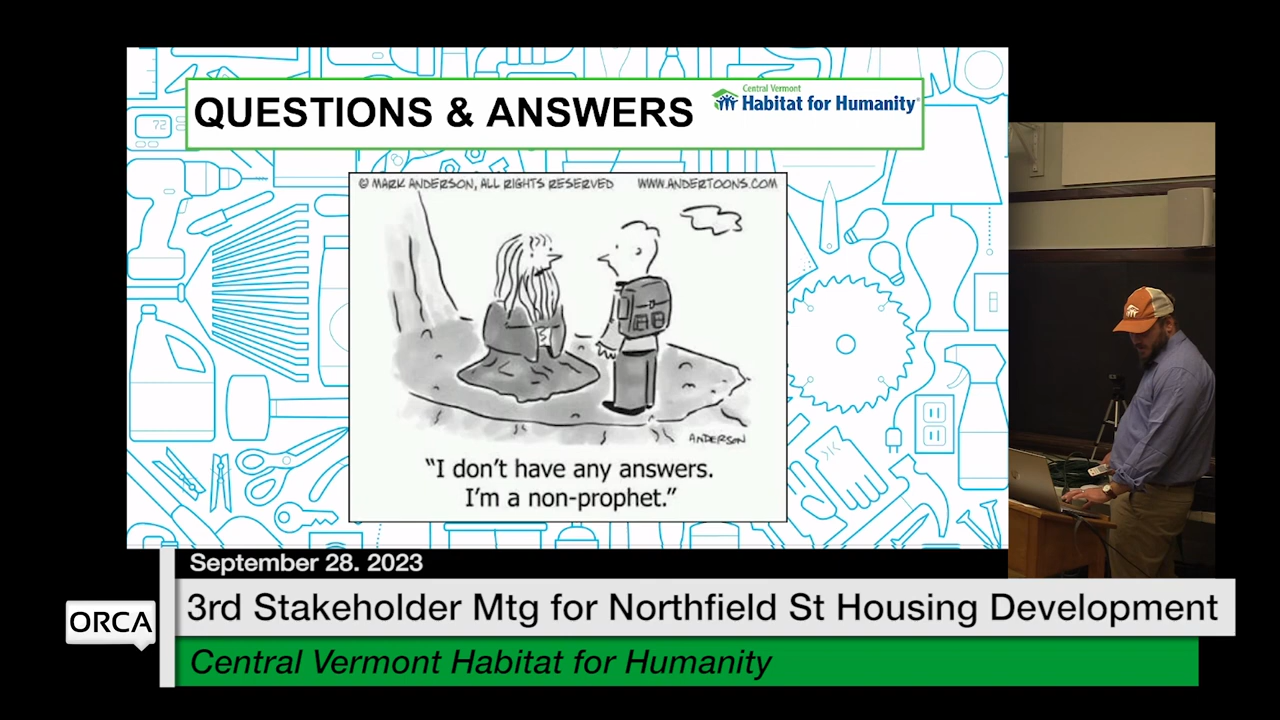 QUESTIONS & ANSWERS
Central Vermont
Habitat for Humanity®
© MARK ANDERSON, ALL RIGHTS RESERVED WWW.ANDERTOONS.COM
72
ANDERSON
"I don't have any answers.
I'm a non-prophet."
September 28. 2023
ORCA
3rd Stakeholder Mtg for Northfield St Housing Development
Central Vermont Habitat for Humanity